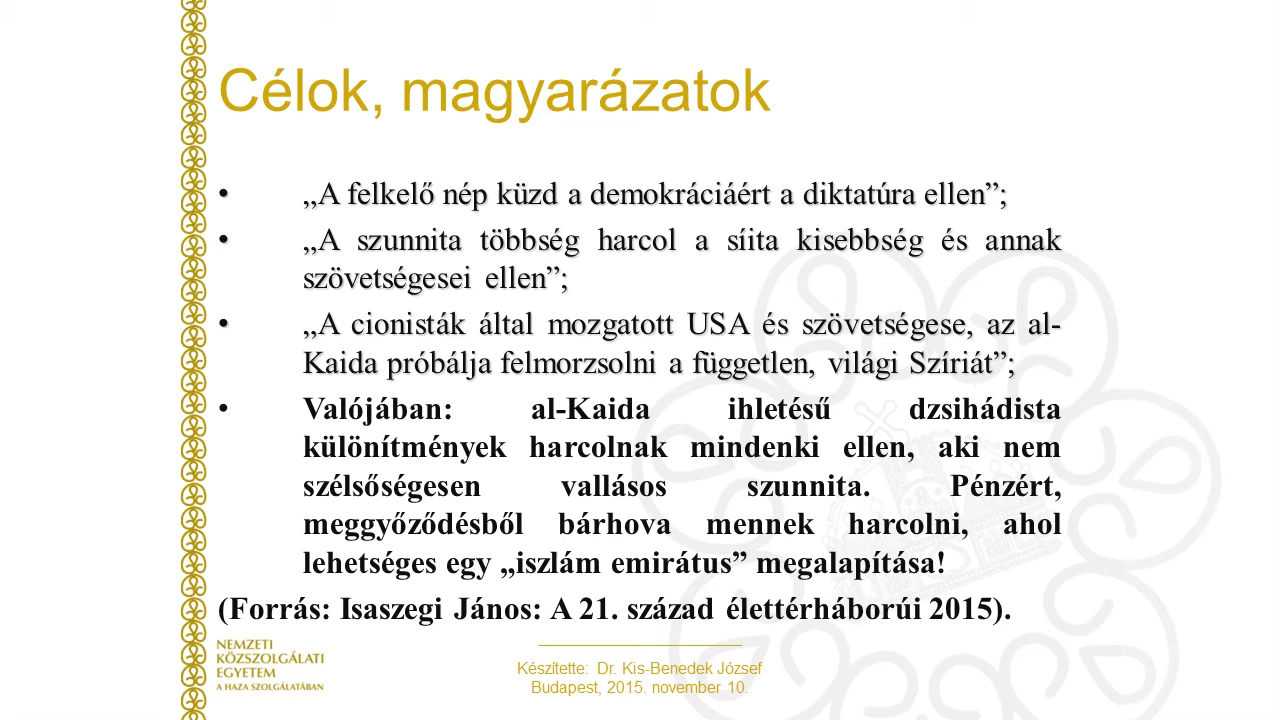 Célok, magyarázatok
• „A felkelő nép küzd a demokráciáért a diktatúra ellen”;
• „A szunnita többség harcol a síita kisebbség és annak
szövetségesei ellen”;
• „A cionisták által mozgatott USA és szövetségese, az al-
Kaida próbálja felmorzsolni a független, világi Szíriát”;
• Valójában: al-Kaida ihletésű dzsihádista
különítmények harcolnak mindenki ellen, aki nem
szélsőségesen vallásos szunnita. Pénzért,
meggyőződésből bárhova mennek harcolni, ahol
lehetséges egy „iszlám emirátus” megalapítása!
(Forrás: Isaszegi János: A 21. század élettérháborúi 2015).
NEMZETI
KÖZSZOLGÁLATI
EGYETEM
A HAZA SZOLGÁLATÁBAN
Készítette: Dr. Kis-Benedek József
Budapest, 2015. november 10.